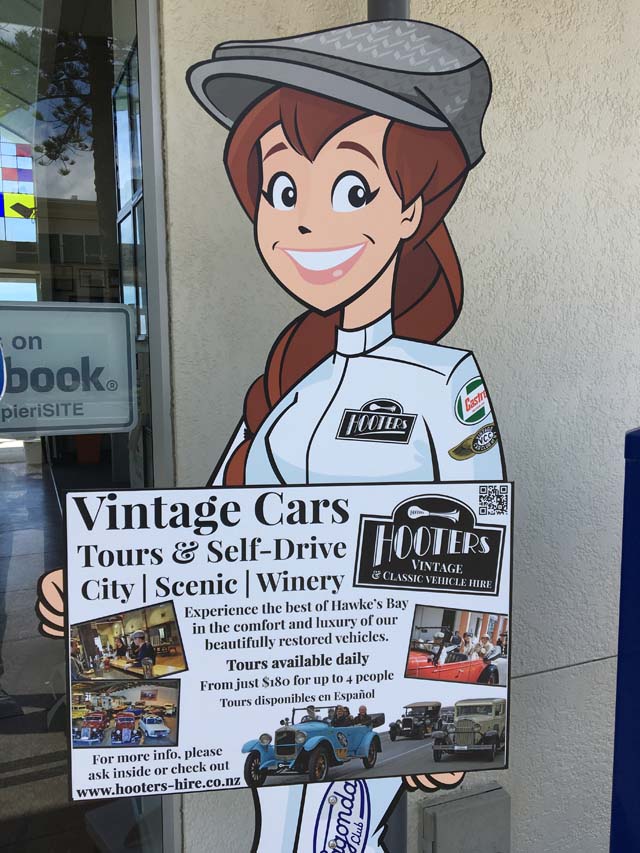 on
book®
pieriSITE
HOOTERS
Castrol
Vintage Cars
Tours & Self-Drive
City | Scenic | Winery
HOOTERS
VINTAGE
& CLASSIC VEHICLE HIRE
Experience the best of Hawke's Bay
in the comfort and luxury of our
beautifully restored vehicles.
Tours available daily
From just $180 for up to 4 people
Tours disponibles en Español
For more info, please
ask inside or check out
www.hooters-hire.co.nz
gonda
Club